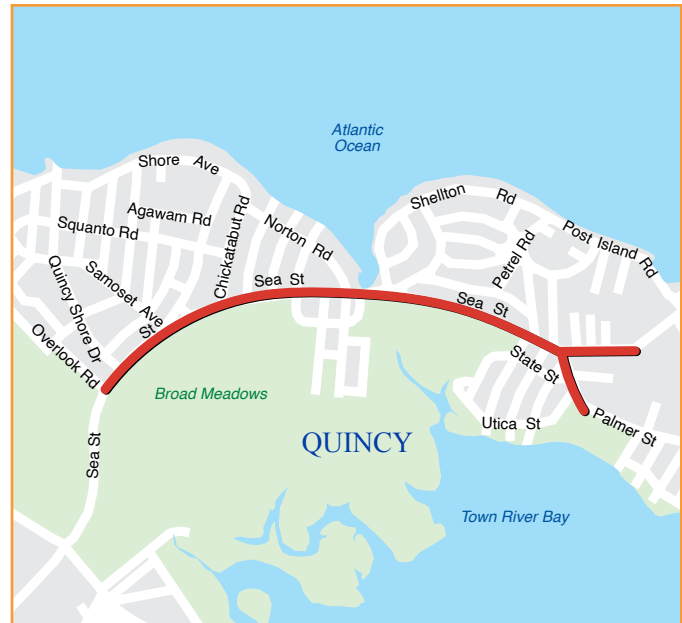 Atlantic
Ocean
Shore Ave
Shellton Rd
Agawam Rd
Chickatabut Rd
Squanto Rd
Norton Rd
Petrel Rd
Post Island Rd
Quincy Shore Dr
Samoset Ave
Sea St
Sea St
St
Overlook Rd
State St
Broad Meadows
Palmer St
Utica St
QUINCY
Sea St
Town River Bay